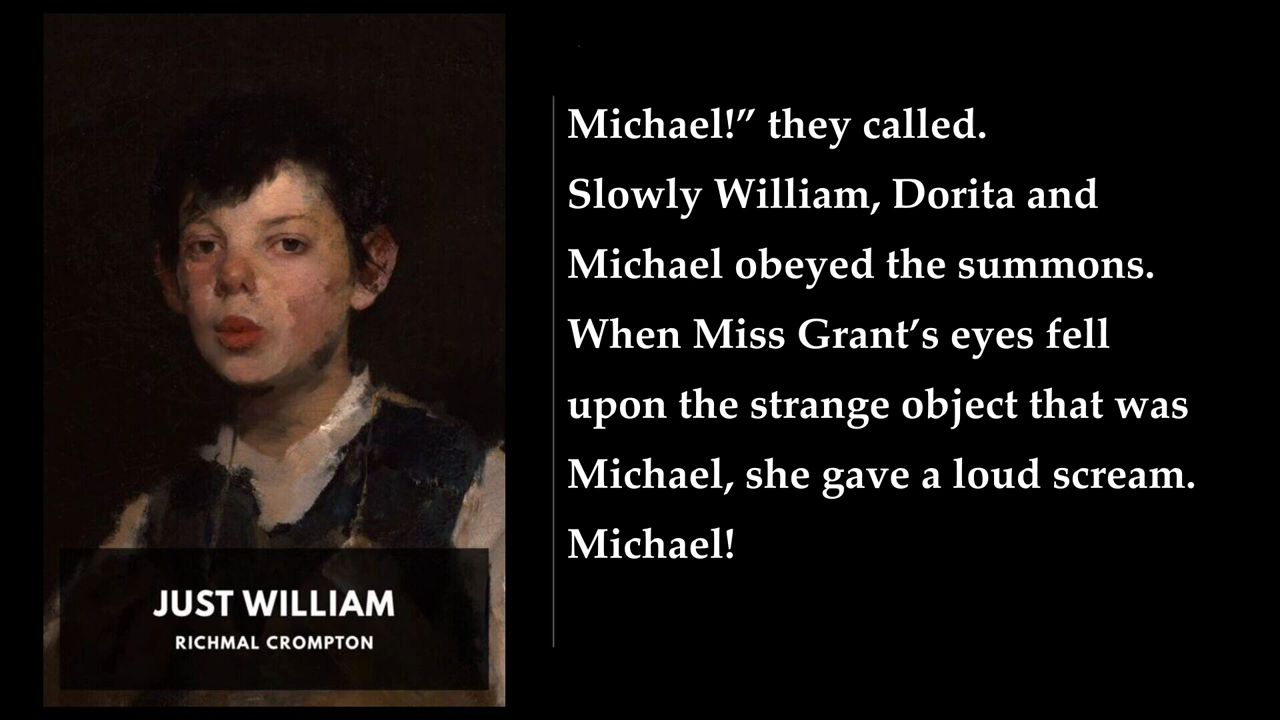 JUST WILLIAM
RICHMAL CROMPTON
Michael!” they called.
Slowly William, Dorita and
Michael obeyed the summons.
When Miss Grant’s eyes fell
upon the strange object that was
Michael, she gave a loud scream.
Michael!